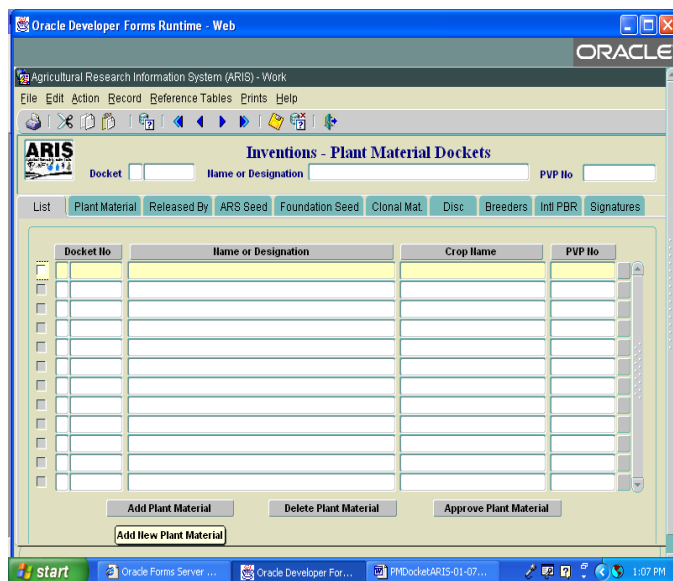 Oracle Developer Forms Runtime - Web
ORACLE
Agricultural Research Information System (ARIS) - Work
File Edit Action Record Reference Tables Prints Help
ARIS
Inventions - Plant Material Dockets
Docket Name or Designation PVP No
List Plant Material Released By ARS Seed Foundation Seed Clonal Mat. Disc Breeders Intl PBR Signatures
Docket No Name or Designation Crop Name PVP No
Add Plant Material Delete Plant Material Approve Plant Material
Add New Plant Material
start Oracle Forms Server ... Oracle Developer For... PMDocketARIS-01-07... 1:07 PM